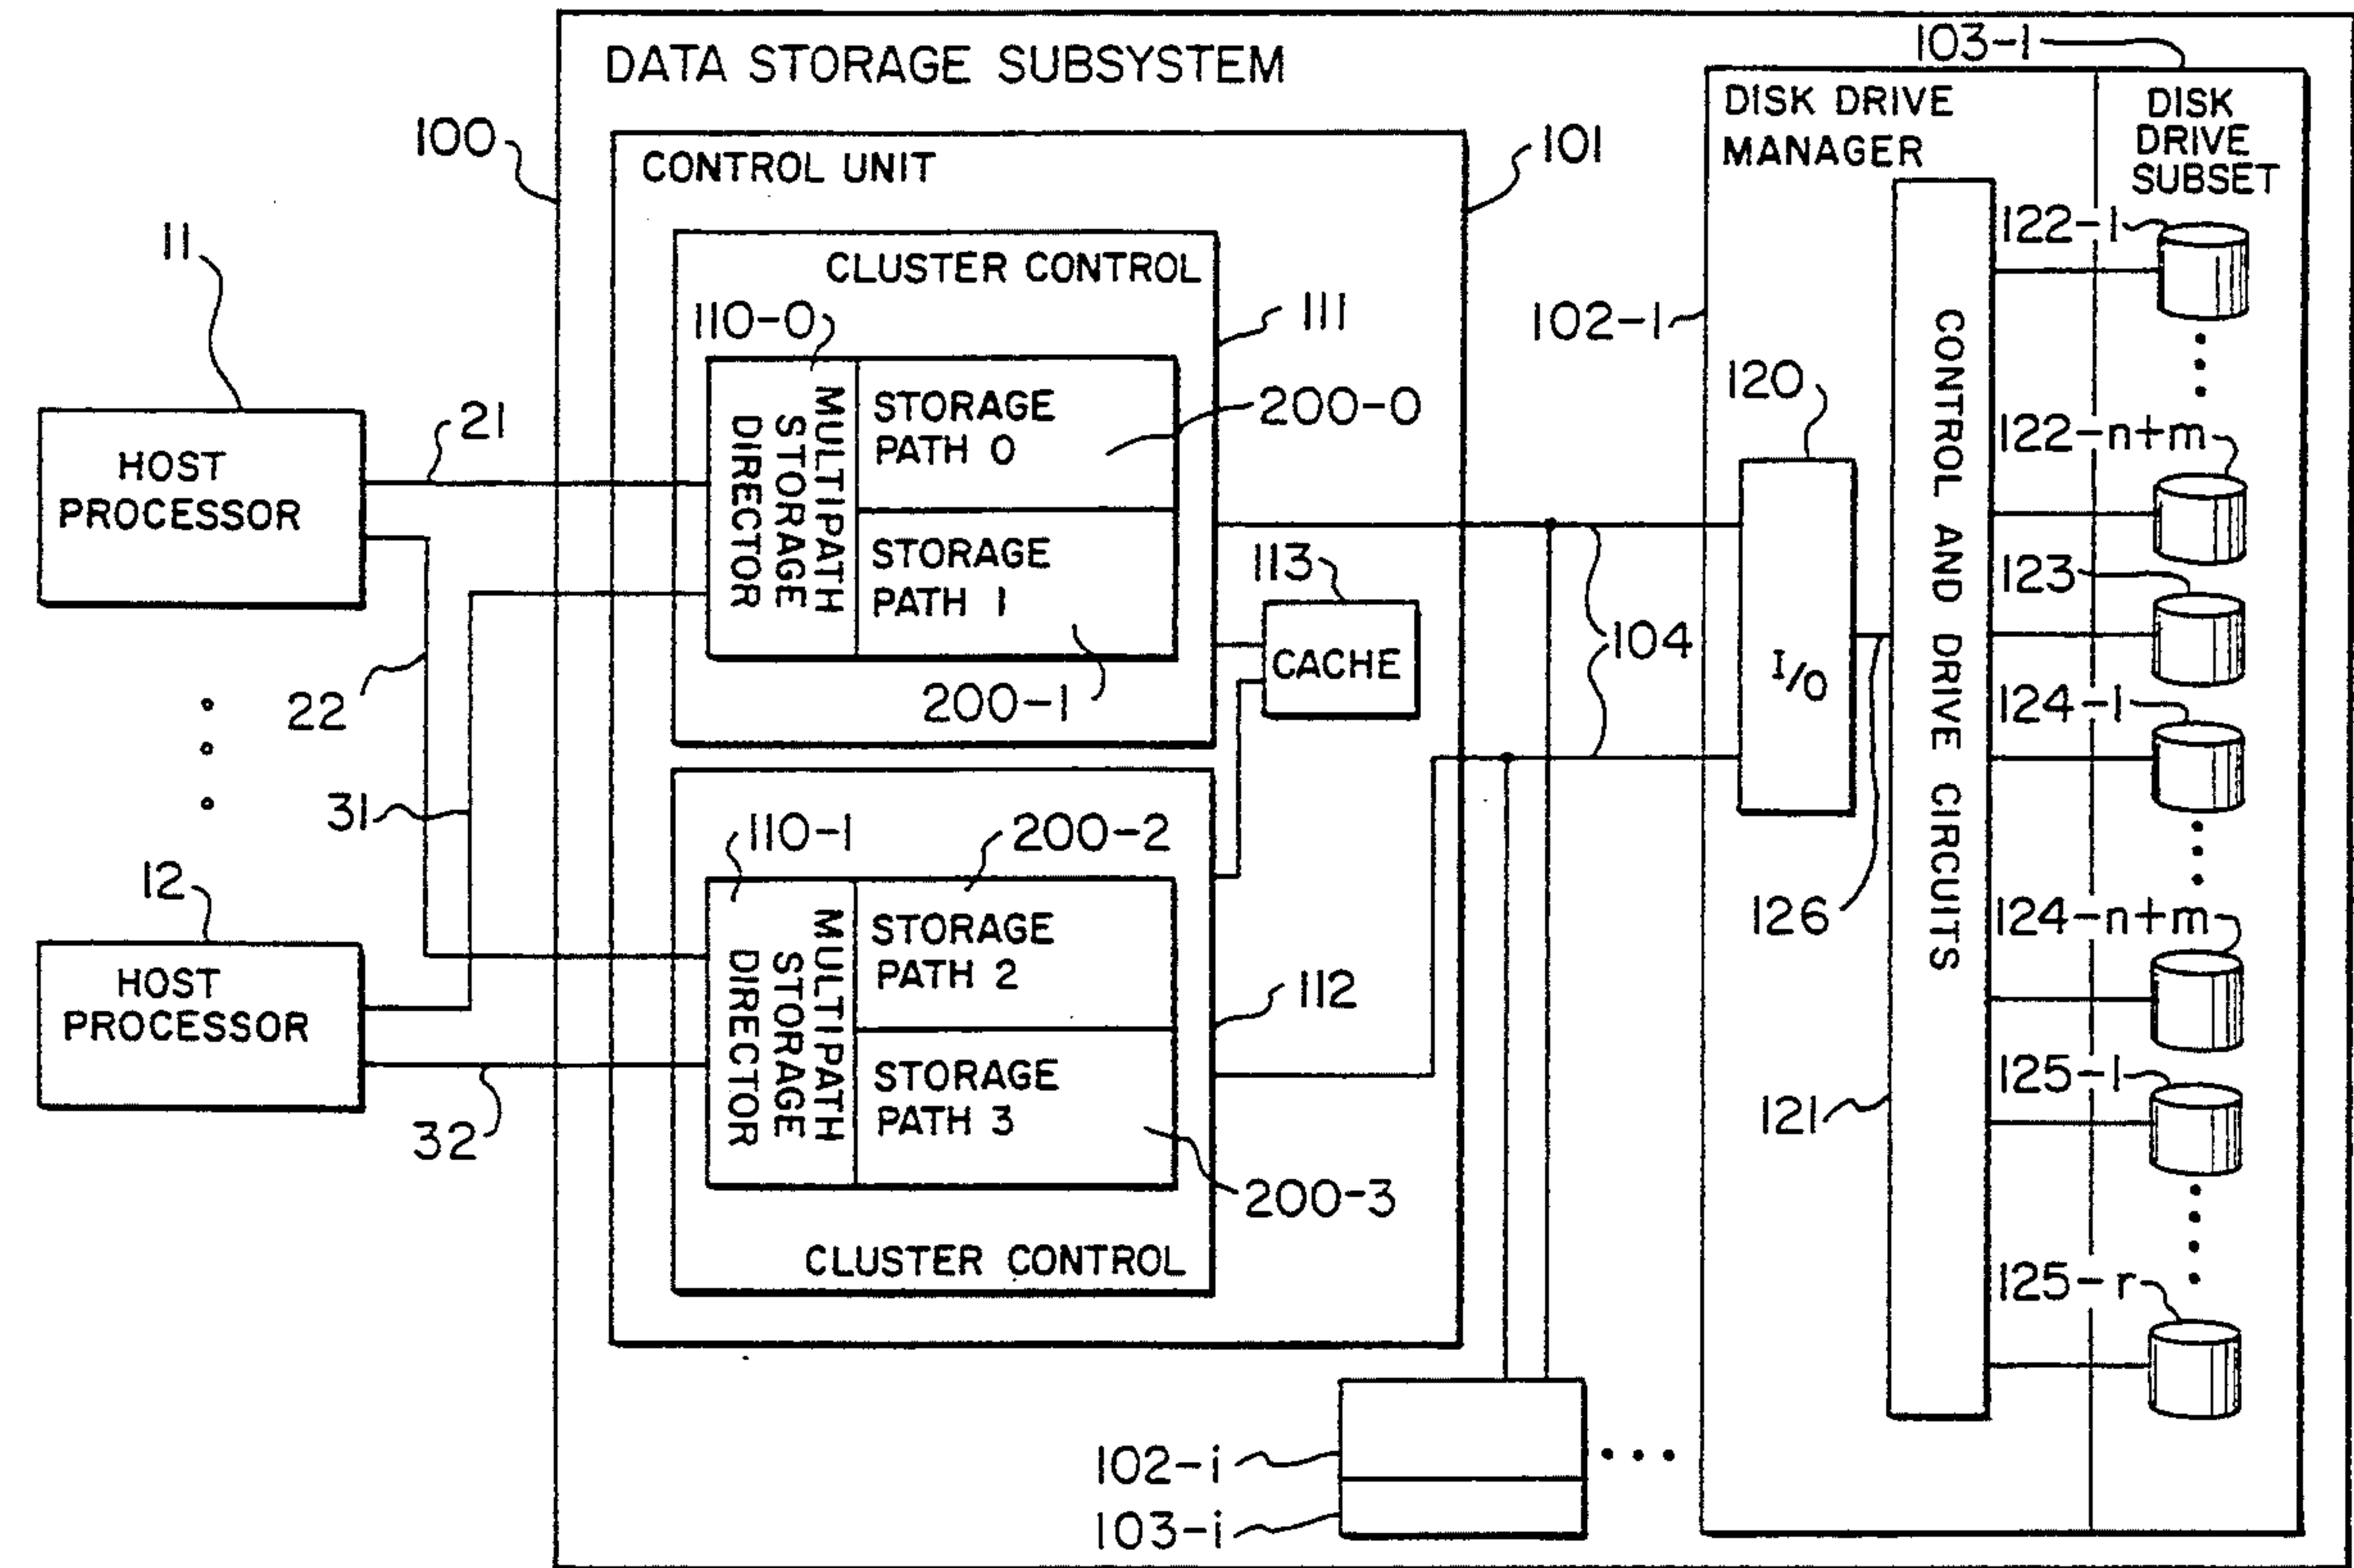 DATA STORAGE SUBSYSTEM
100
CONTROL UNIT
101
CLUSTER CONTROL
110-0
111
MULTIPATH
STORAGE
DIRECTOR
STORAGE
PATH 0
200-0
STORAGE
PATH 1
200-1
113
CACHE
104
11
HOST
PROCESSOR
21
22
31
12
HOST
PROCESSOR
32
110-1
200-2
MULTIPATH
STORAGE
DIRECTOR
STORAGE
PATH 2
112
STORAGE
PATH 3
200-3
CLUSTER CONTROL
102-i
103-i
103-1
DISK DRIVE
MANAGER
DISK
DRIVE
SUBSET
102-1
120
I/O
126
CONTROL AND DRIVE CIRCUITS
121
122-1
122-n+m
123
124-1
124-n+m
125-1
125-r